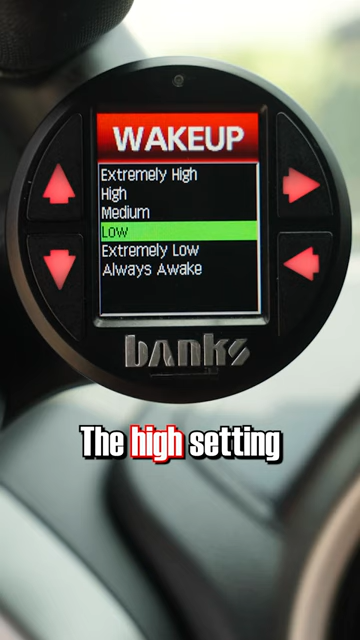 WAKEUP
Extremely High
High
Medium
Low
Extremely Low
Always Awake
banks
The high setting